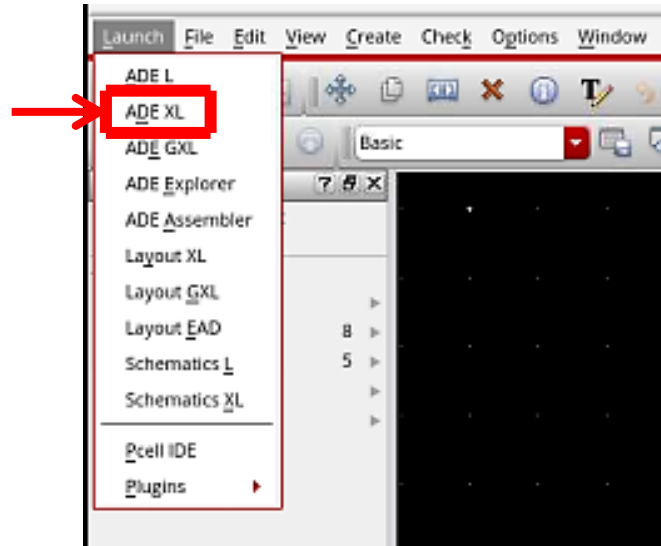 Launch File Edit View Create Check Options Window
ADE L
ADE XL
ADE GXL
Basic
ADE Explorer
ADE Assembler
Layout XL
Layout GXL
Layout EAD
8
Schematics L
5
Schematics XL
Pcell IDE
Plugins